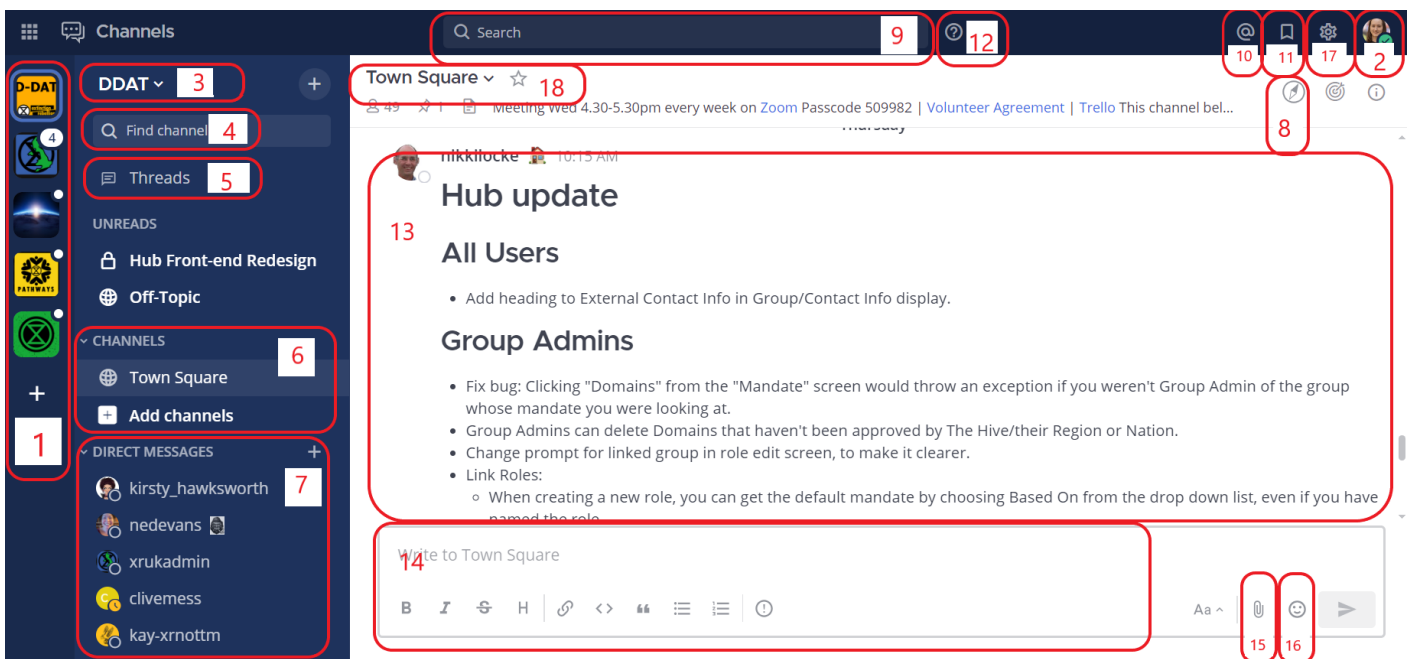 Channels
Search
9
12
10
11
17
2
D-DAT
DDAT
3
+
Town Square
18
49
1
Meeting Wed 4.30-5.30pm every week on Zoom Passcode 509982 | Volunteer Agreement | Trello This channel bel...
8
Find channel
4
4
Thursday
nikkilocke 10:15 AM
Threads
5
Hub update
13
UNREADS
All Users
Hub Front-end Redesign
Off-Topic
PATHWAYS
• Add heading to External Contact Info in Group/Contact Info display.
CHANNELS
6
Group Admins
Town Square
Add channels
+
1
• Fix bug: Clicking "Domains" from the "Mandate" screen would throw an exception if you weren't Group Admin of the group
whose mandate you were looking at.
• Group Admins can delete Domains that haven't been approved by The Hive/their Region or Nation.
• Change prompt for linked group in role edit screen, to make it clearer.
• Link Roles:
◦ When creating a new role, you can get the default mandate by choosing Based On from the drop down list, even if you have
named the role
DIRECT MESSAGES
+
7
kirsty_hawksworth
nedevans
xrukadmin
clivemess
kay-xrnottm
Write to Town Square
14
B I S H
Aa
15
16